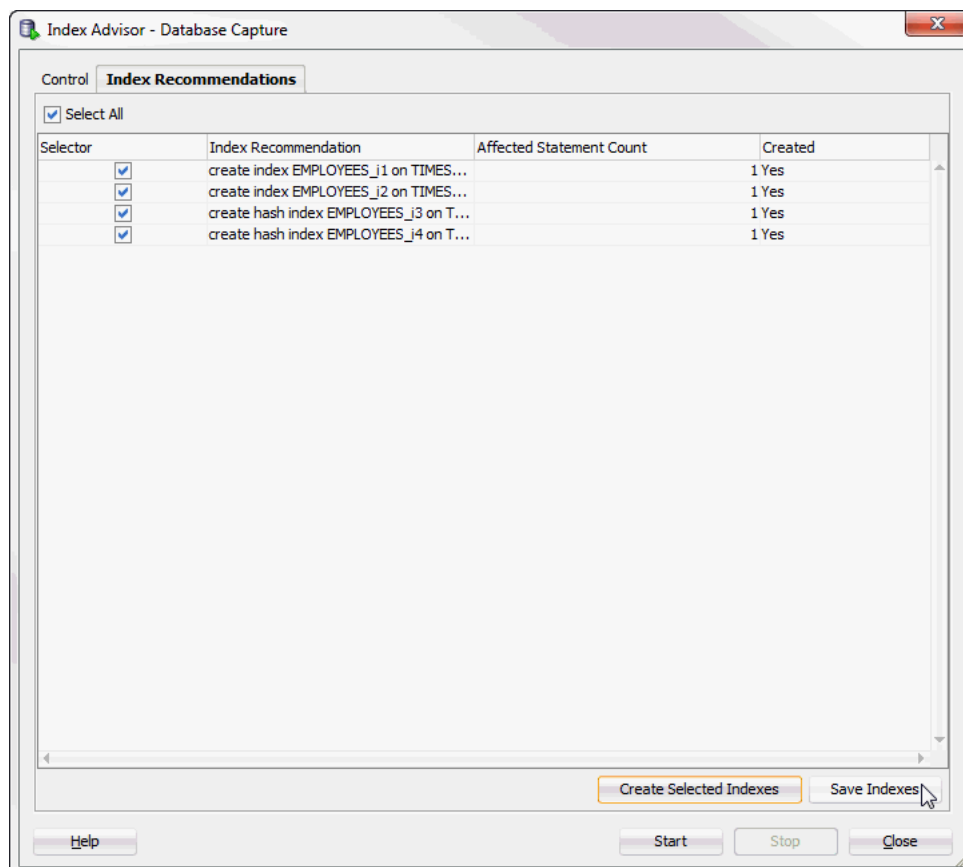 Index Advisor - Database Capture
Control Index Recommendations
Select All
Selector Index Recommendation Affected Statement Count Created
create index EMPLOYEES_i1 on TIMES... 1 Yes
create index EMPLOYEES_i2 on TIMES... 1 Yes
create hash index EMPLOYEES_i3 on T... 1 Yes
create hash index EMPLOYEES_i4 on T... 1 Yes
Create Selected Indexes Save Indexes
Help Start Stop Close